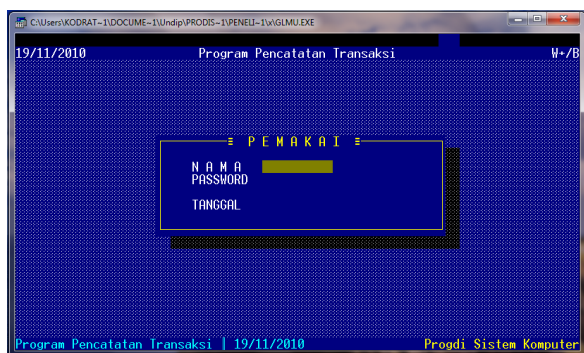 C:\Users\KODRAT~1\DOCUME~1\Undip\PRODIS~1\PENELI~1\x\GLMU.EXE
19/11/2010 Program Pencatatan Transaksi W+/B
≡ P E M A K A I ≡
N A M A
PASSWORD
TANGGAL
Program Pencatatan Transaksi | 19/11/2010 Progdi Sistem Komputer